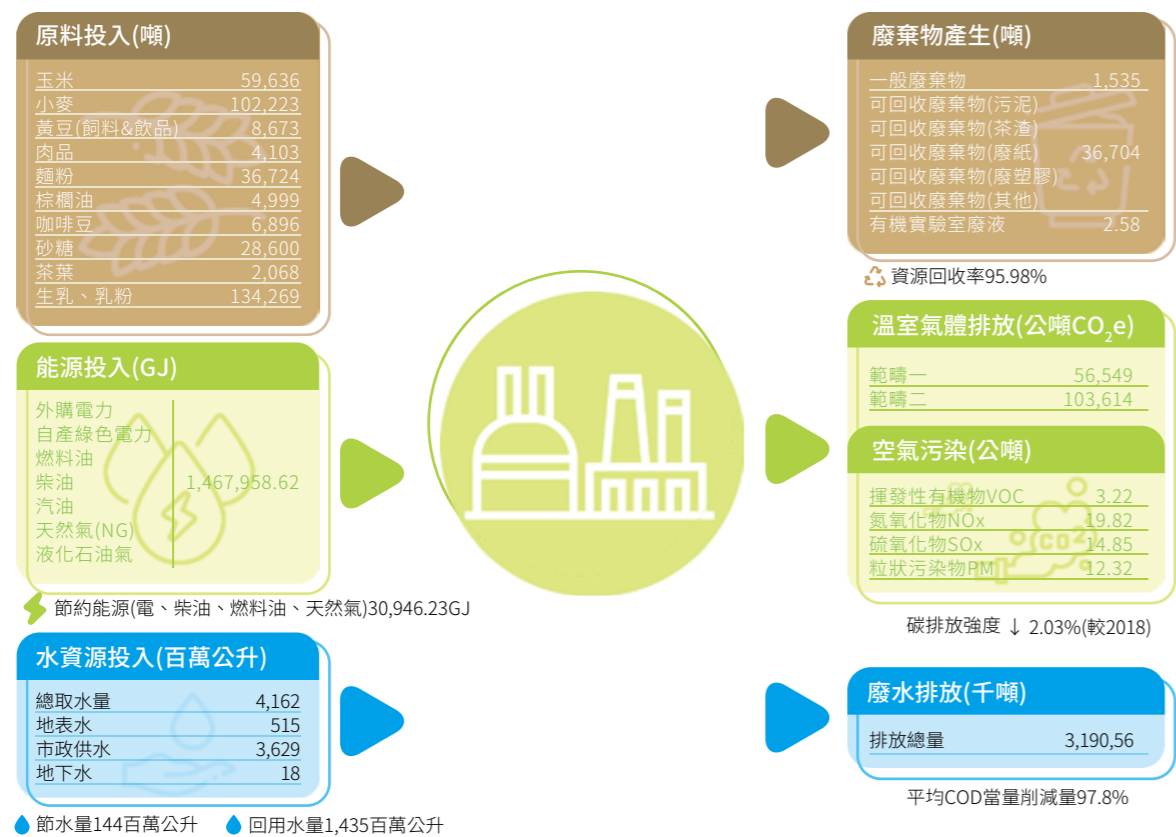 原料投入(噸)
玉米 59,636
小麥 102,223
黃豆(飼料&飲品) 8,673
肉品 4,103
麵粉 36,724
棕櫚油 4,999
咖啡豆 6,896
砂糖 28,600
茶葉 2,068
生乳、乳粉 134,269
能源投入(GJ)
外購電力
自產綠色電力
燃料油
柴油 1,467,958.62
汽油
天然氣(NG)
液化石油氣
節約能源(電、柴油、燃料油、天然氣)30,946.23GJ
水資源投入(百萬公升)
總取水量 4,162
地表水 515
市政供水 3,629
地下水 18
節水量144百萬公升 回用水量1,435百萬公升
廢棄物產生(噸)
一般廢棄物 1,535
可回收廢棄物(污泥)
可回收廢棄物(茶渣)
可回收廢棄物(廢紙) 36,704
可回收廢棄物(廢塑膠)
可回收廢棄物(其他)
有機實驗室廢液 2.58
資源回收率95.98%
溫室氣體排放(公噸CO₂e)
範疇一 56,549
範疇二 103,614
空氣污染(公噸)
揮發性有機物VOC 3.22
氮氧化物NOx 19.82
硫氧化物SOx 14.85
粒狀污染物PM 12.32
CO2
碳排放強度 ↓ 2.03%(較2018)
廢水排放(千噸)
排放總量 3,190,56
平均COD當量削減量97.8%